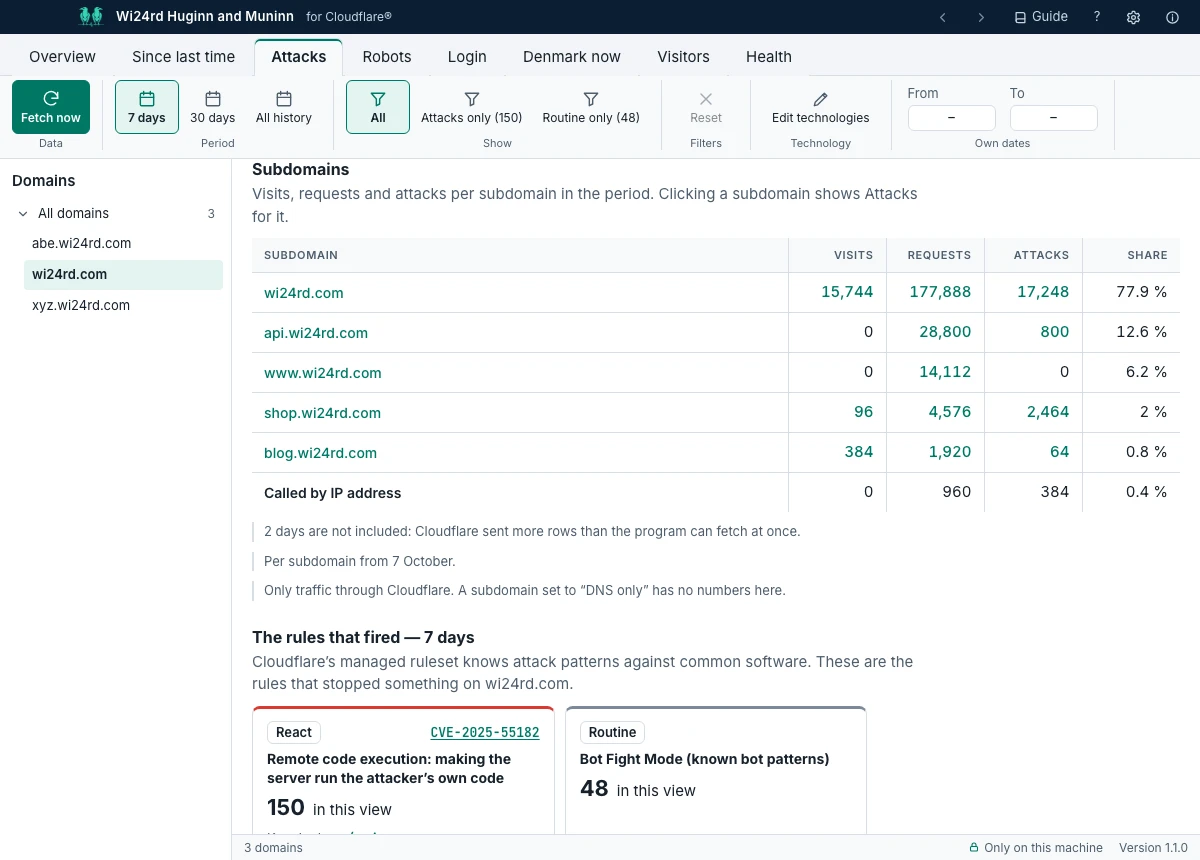 Wi24rd Huginn and Muninn for Cloudflare®
Guide ?
Overview Since last time Attacks Robots Login Denmark now Visitors Health
Fetch now
Data
7 days 30 days All history
Period
All Attacks only (150) Routine only (48)
Show
Reset
Filters
Edit technologies
Technology
From To
– –
Own dates
Domains
All domains 3
abe.wi24rd.com
wi24rd.com
xyz.wi24rd.com
Subdomains
Visits, requests and attacks per subdomain in the period. Clicking a subdomain shows Attacks
for it.
SUBDOMAIN VISITS REQUESTS ATTACKS SHARE
wi24rd.com 15,744 177,888 17,248 77.9 %
api.wi24rd.com 0 28,800 800 12.6 %
www.wi24rd.com 0 14,112 0 6.2 %
shop.wi24rd.com 96 4,576 2,464 2 %
blog.wi24rd.com 384 1,920 64 0.8 %
Called by IP address 0 960 384 0.4 %
2 days are not included: Cloudflare sent more rows than the program can fetch at once.
Per subdomain from 7 October.
Only traffic through Cloudflare. A subdomain set to “DNS only” has no numbers here.
The rules that fired — 7 days
Cloudflare’s managed ruleset knows attack patterns against common software. These are the
rules that stopped something on wi24rd.com.
React CVE-2025-55182
Remote code execution: making the
server run the attacker’s own code
150 in this view
Routine
Bot Fight Mode (known bot patterns)
48 in this view
3 domains
Only on this machine Version 1.1.0